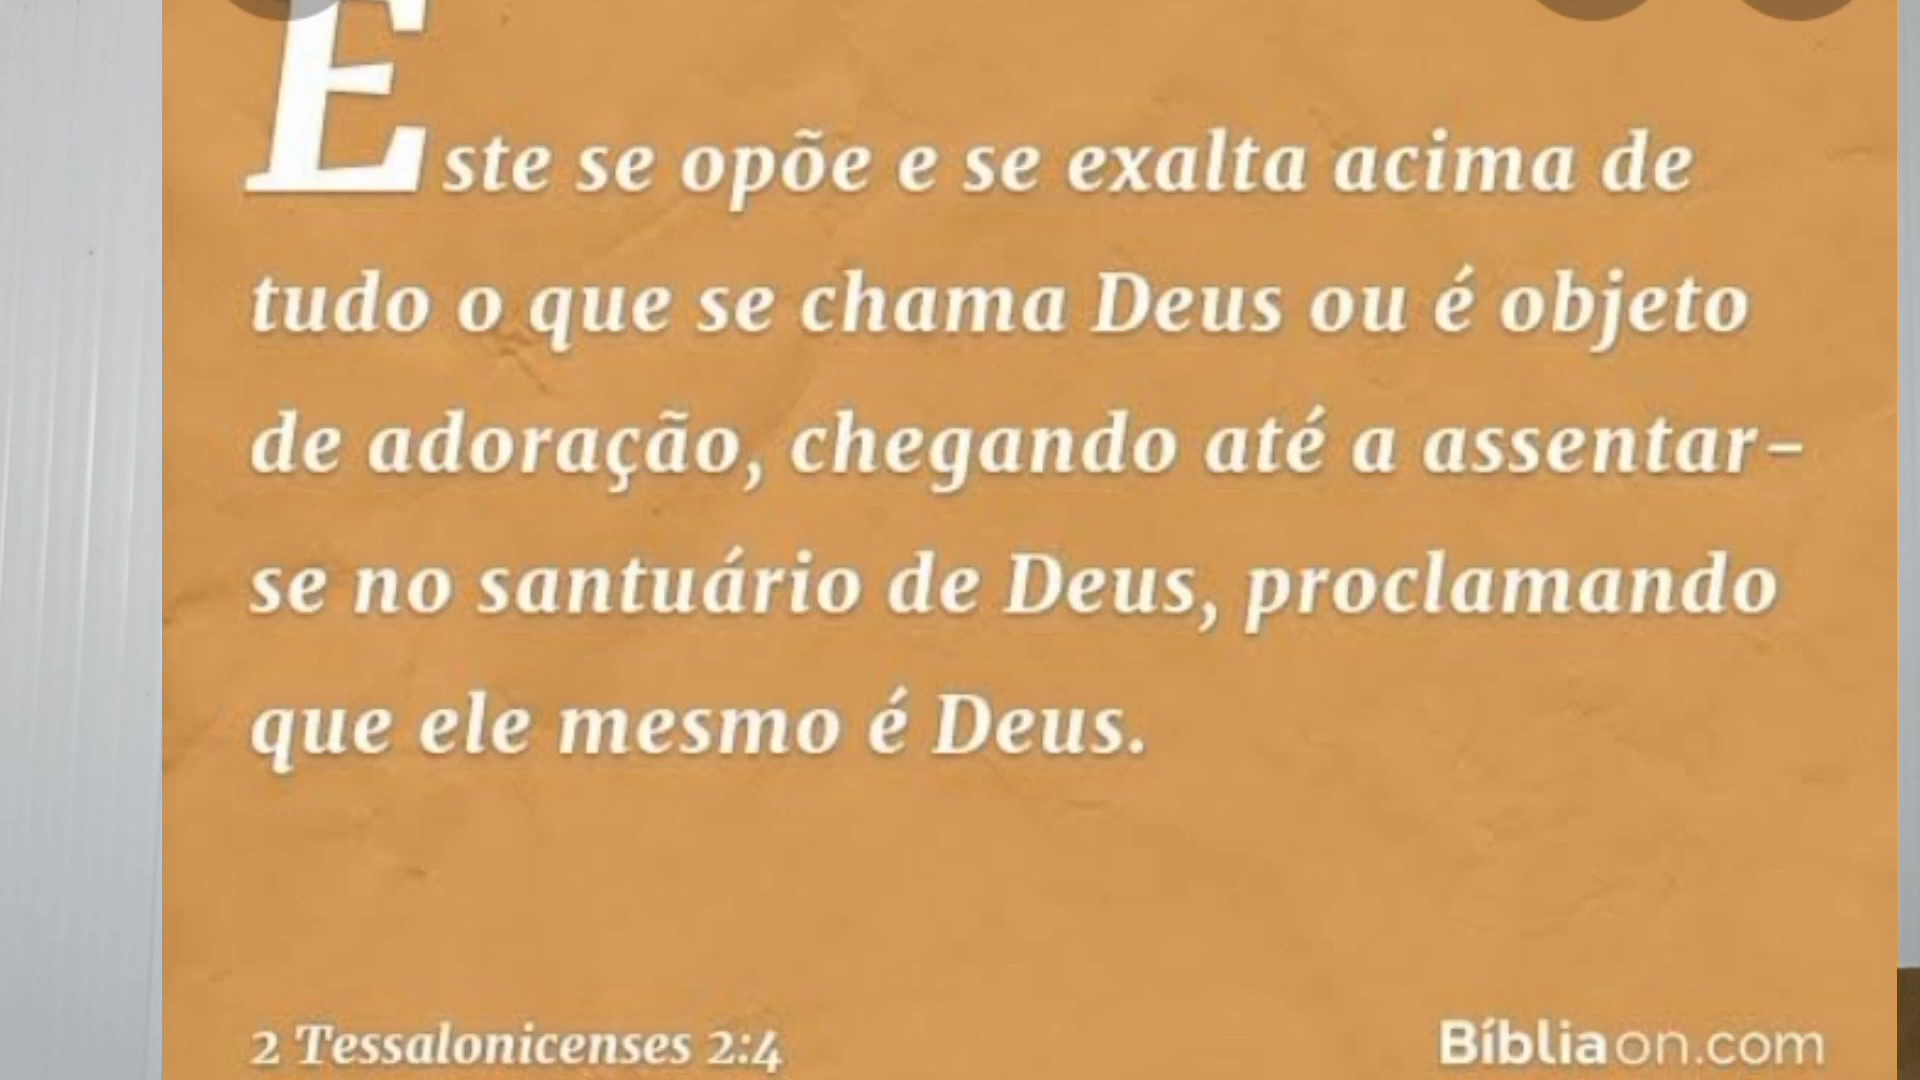 Este se opõe e se exalta acima de
tudo o que se chama Deus ou é objeto
de adoração, chegando até a assentar-
se no santuário de Deus, proclamando
que ele mesmo é Deus.
2 Tessalonicenses 2:4
Bíbliaon.com